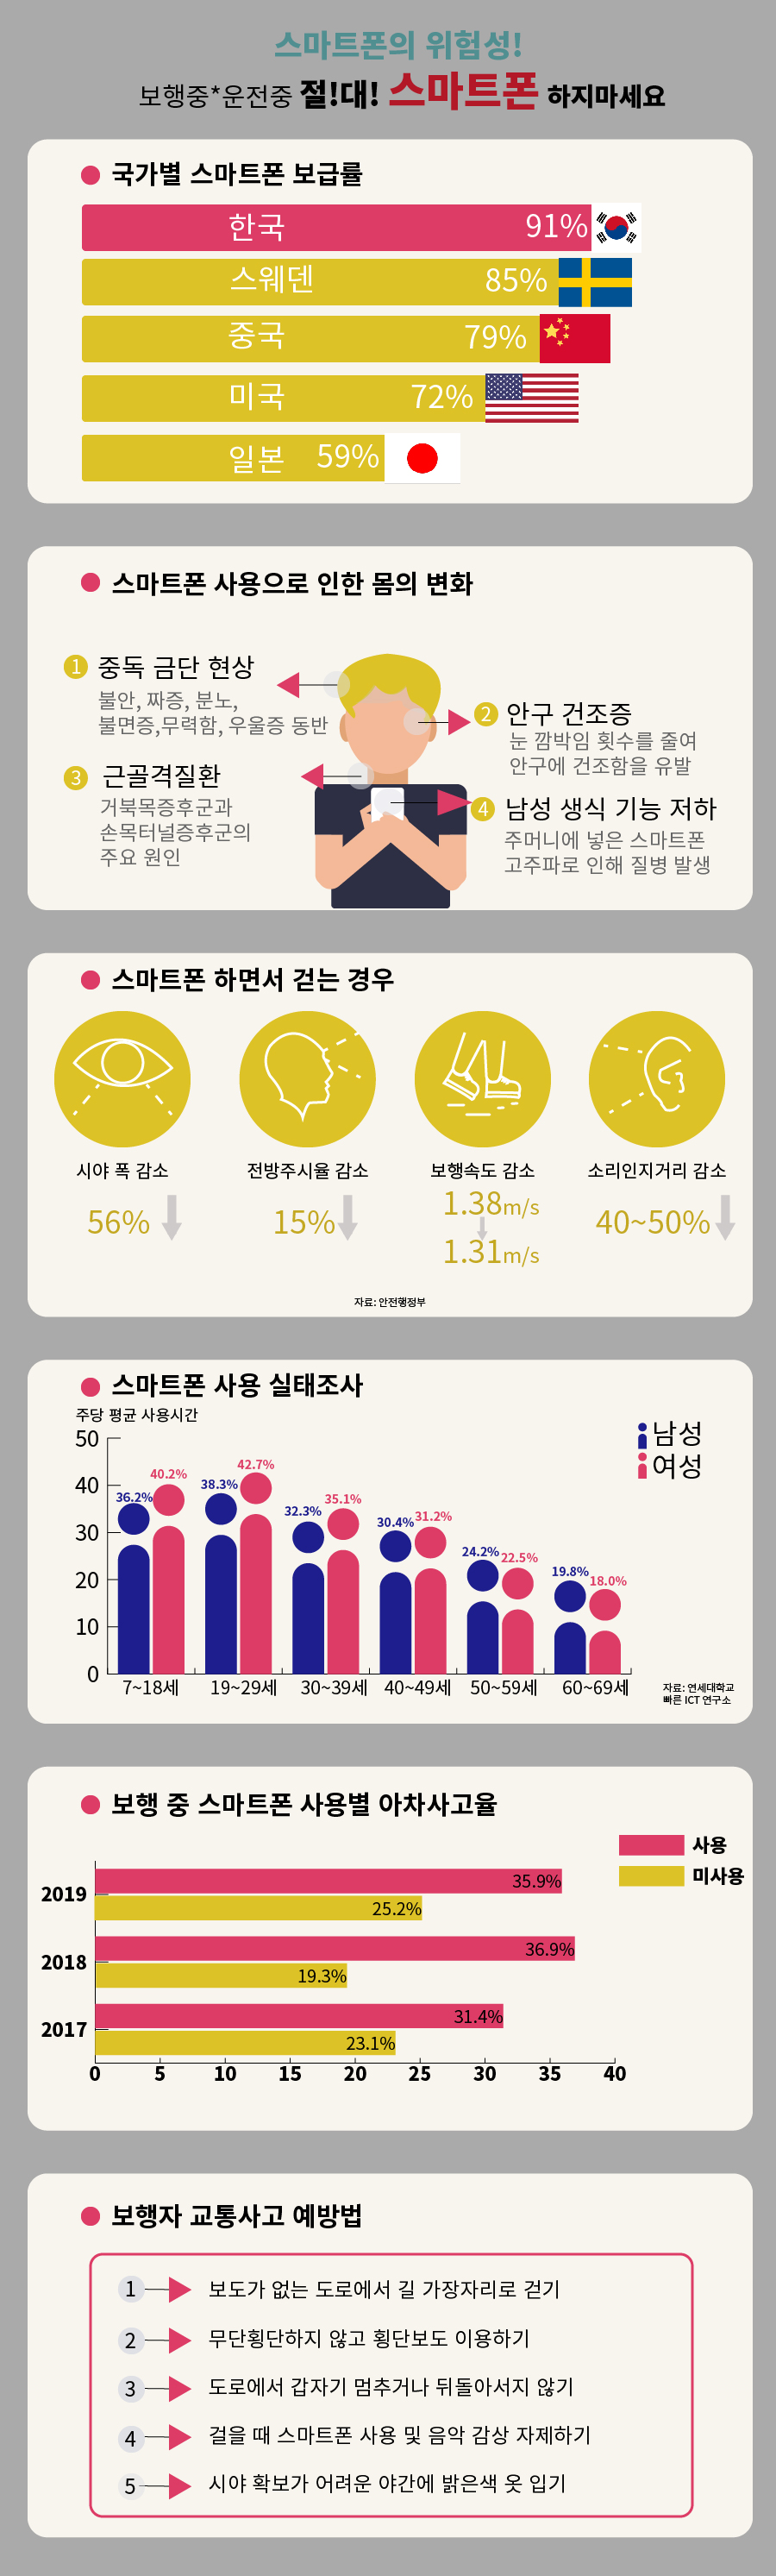 스마트폰의 위험성!
보행중*운전중 절!대! 스마트폰 하지마세요
국가별 스마트폰 보급률
한국 91%
스웨덴 85%
중국 79%
미국 72%
일본 59%
스마트폰 사용으로 인한 몸의 변화
1 중독 금단 현상
불안, 짜증, 분노,
불면증,무력함, 우울증 동반
2 안구 건조증
눈 깜박임 횟수를 줄여
안구에 건조함을 유발
3 근골격질환
거북목증후군과
손목터널증후군의
주요 원인
4 남성 생식 기능 저하
주머니에 넣은 스마트폰
고주파로 인해 질병 발생
스마트폰 하면서 걷는 경우
시야 폭 감소
56%
전방주시율 감소
15%
보행속도 감소
1.38m/s
1.31m/s
소리인지거리 감소
40~50%
자료: 안전행정부
스마트폰 사용 실태조사
주당 평균 사용시간
남성
여성
50
40
30
20
10
0
36.2% 40.2%
38.3% 42.7%
32.3% 35.1%
30.4% 31.2%
24.2% 22.5%
19.8% 18.0%
7~18세 19~29세 30~39세 40~49세 50~59세 60~69세
자료: 연세대학교
빠른 ICT 연구소
보행 중 스마트폰 사용별 아차사고율
사용
미사용
2019
35.9%
25.2%
2018
36.9%
19.3%
2017
31.4%
23.1%
0 5 10 15 20 25 30 35 40
보행자 교통사고 예방법
1 보도가 없는 도로에서 길 가장자리로 걷기
2 무단횡단하지 않고 횡단보도 이용하기
3 도로에서 갑자기 멈추거나 뒤돌아서지 않기
4 걸을 때 스마트폰 사용 및 음악 감상 자제하기
5 시야 확보가 어려운 야간에 밝은색 옷 입기